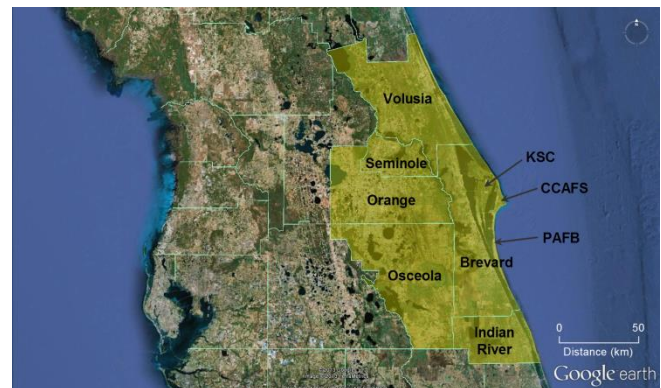 Volusia
Seminole
KSC
CCAFS
Orange
PAFB
Osceola
Brevard
Indian
River
0 50
Distance (km)
Google earth